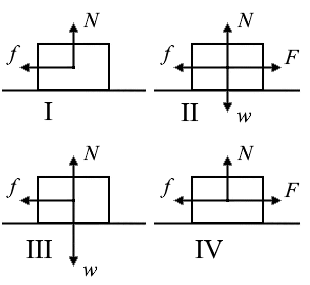 N N
f f F
I II w
N N
f f F
III w IV